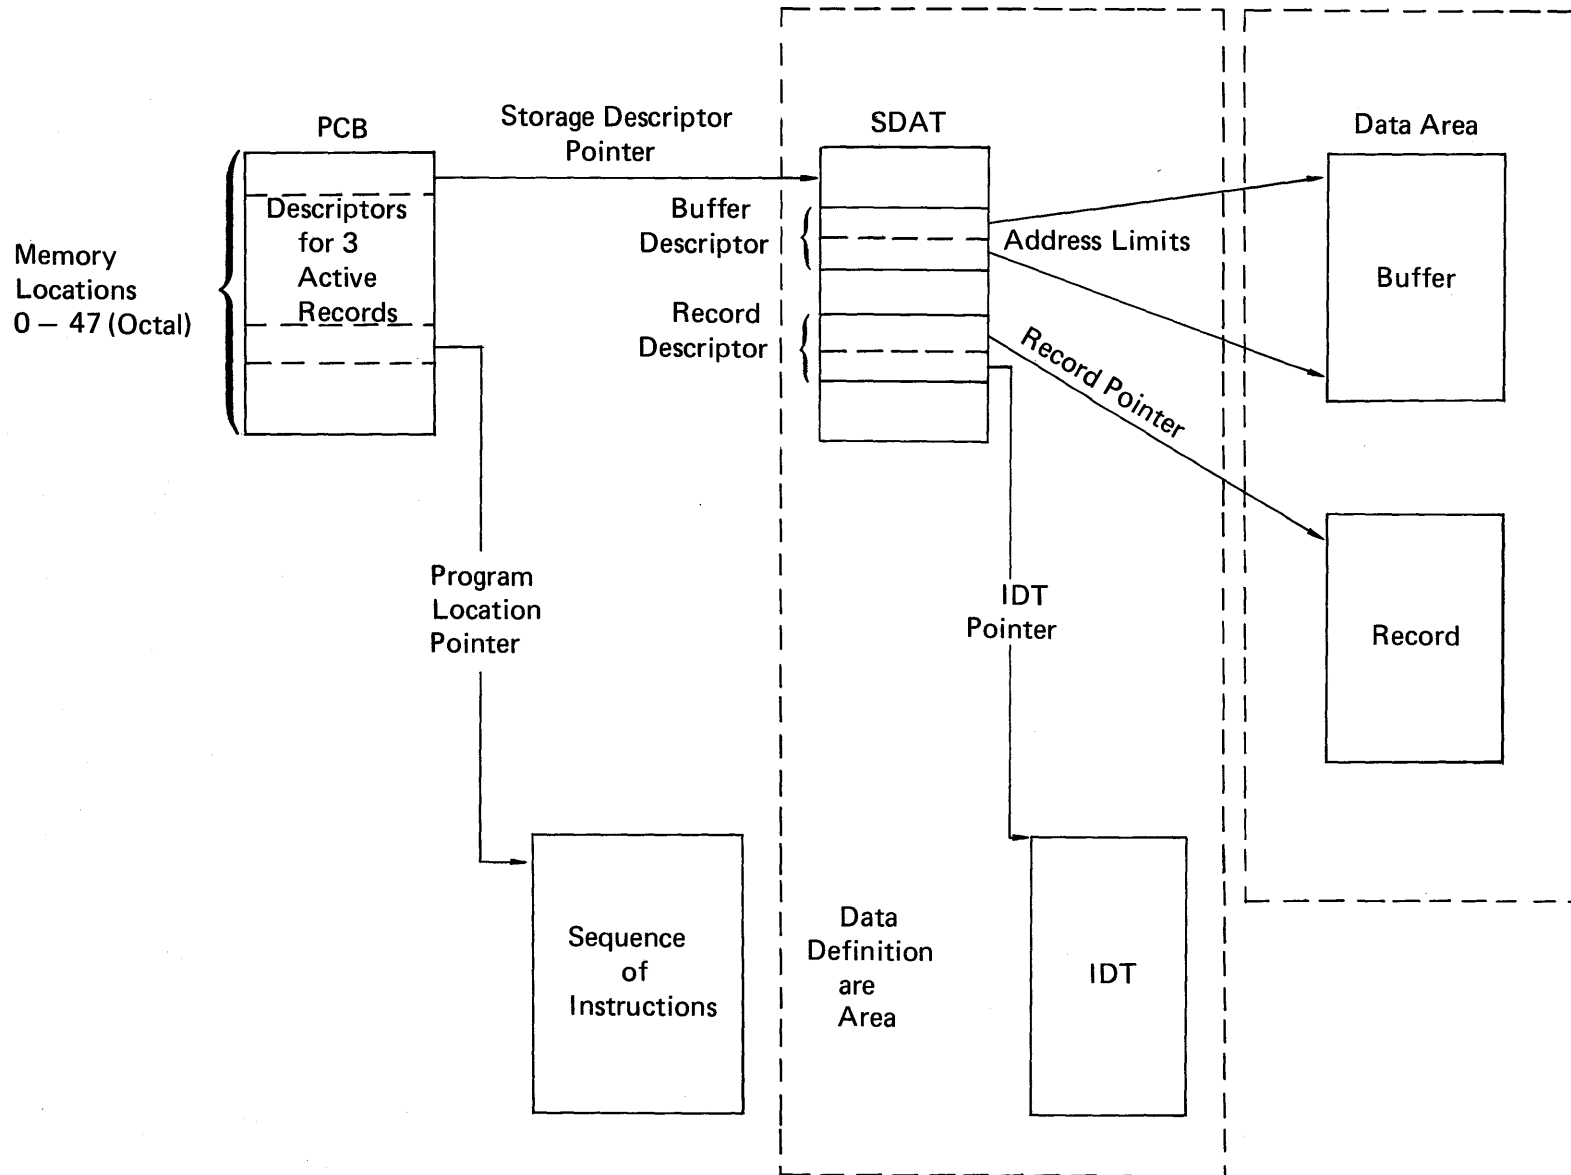 PCB
Storage Descriptor
Pointer
SDAT
Data Area
Memory
Locations
0 – 47 (Octal)
Descriptors
for 3
Active
Records
Buffer
Descriptor
Record
Descriptor
Address Limits
Record Pointer
Buffer
Record
Program
Location
Pointer
IDT
Pointer
Sequence
of
Instructions
Data
Definition
are
Area
IDT